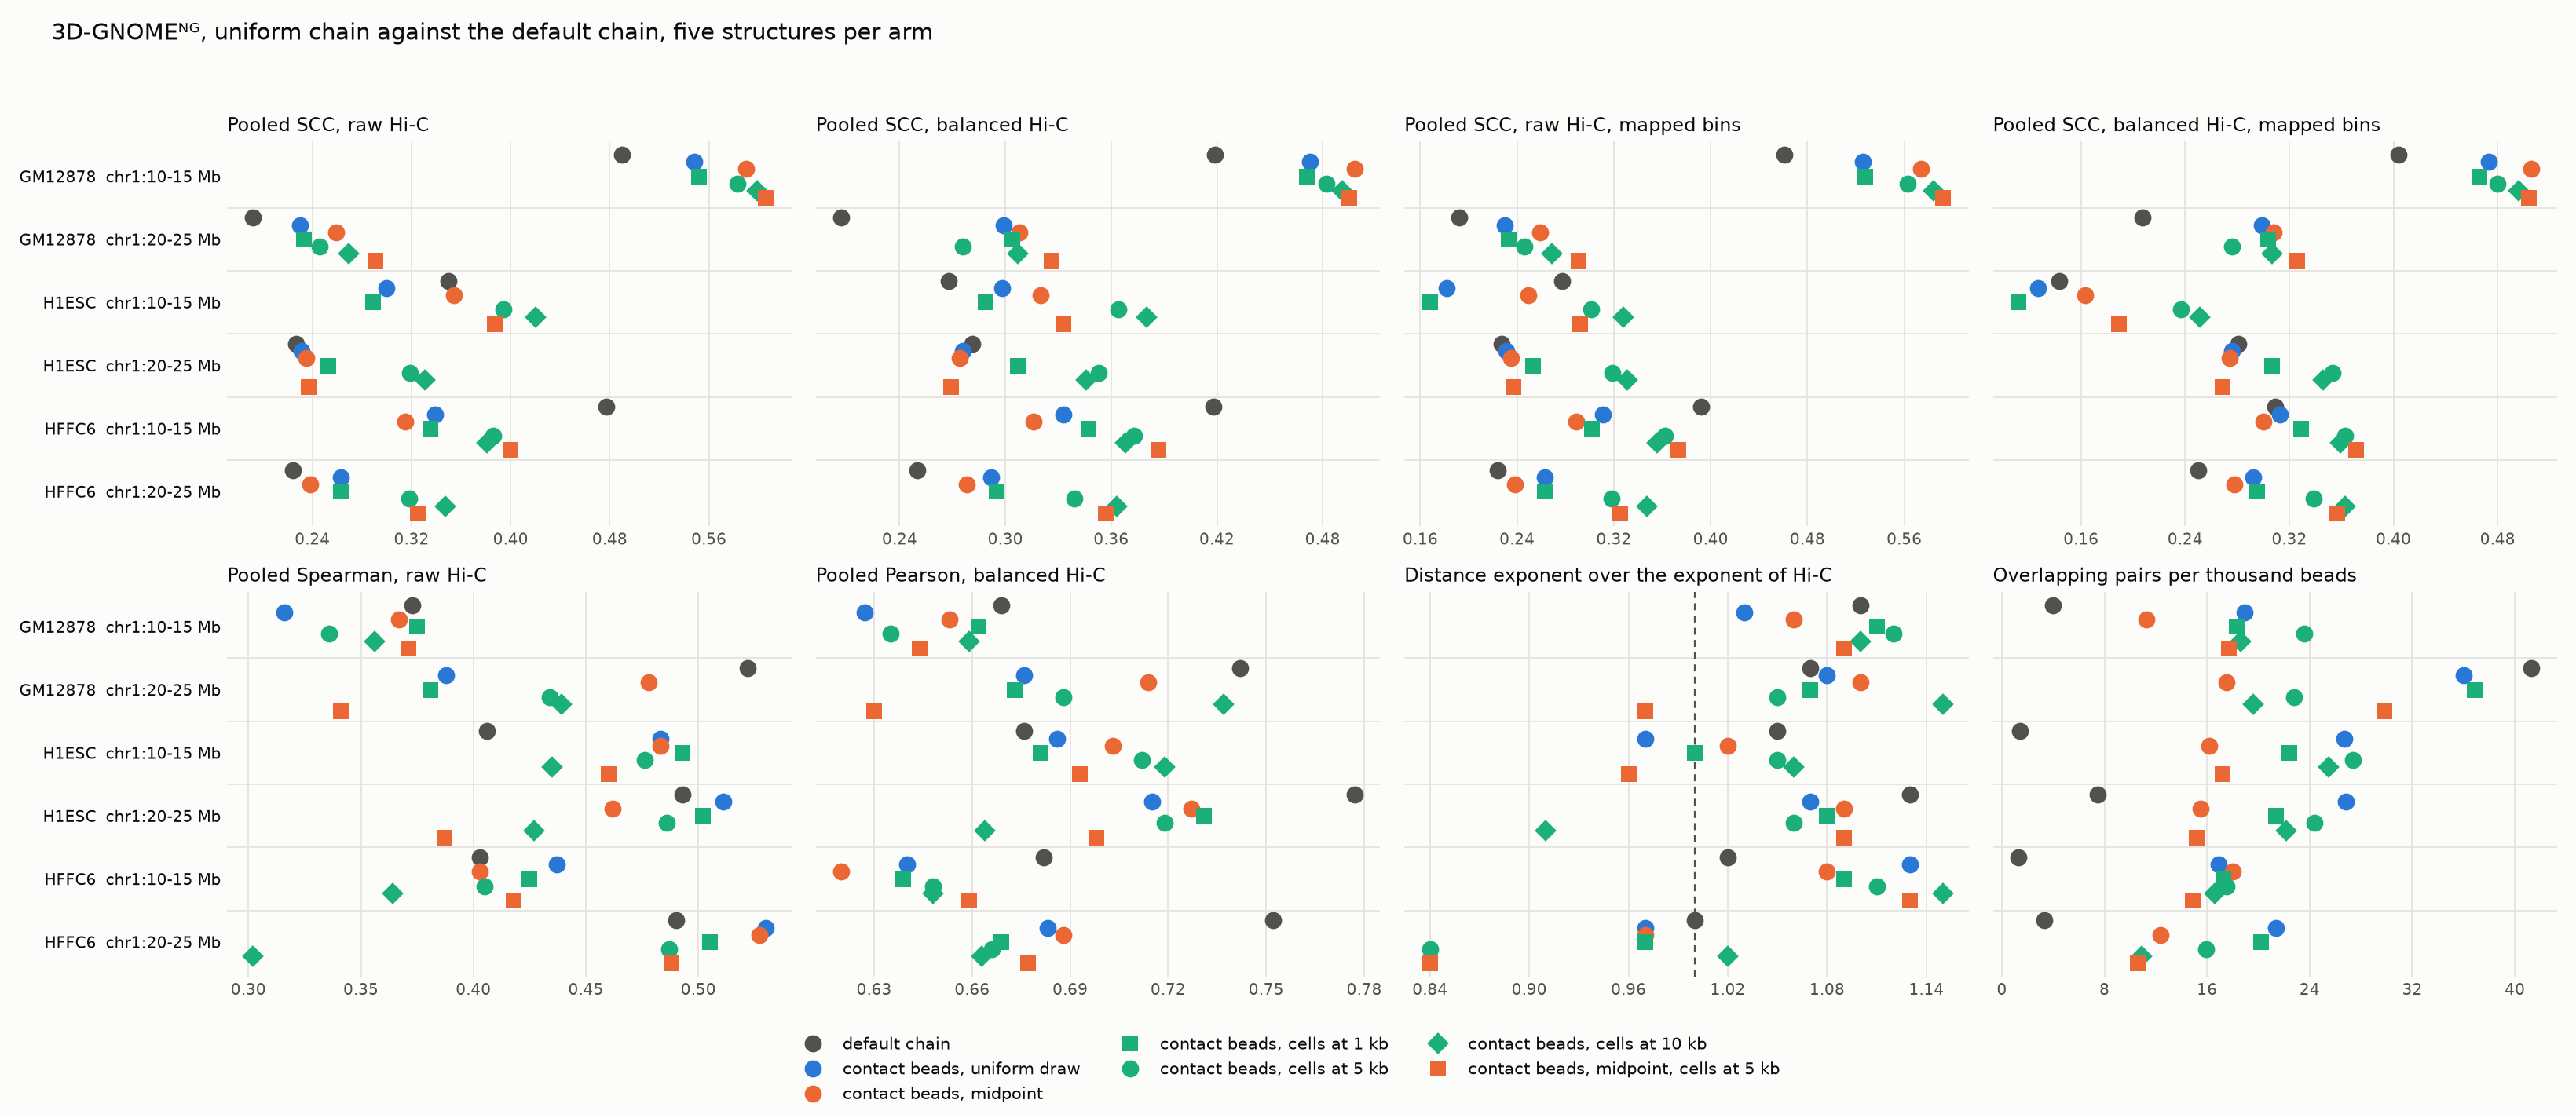 3D-GNOMEᴺᴳ, uniform chain against the default chain, five structures per arm
Pooled SCC, raw Hi-C
Pooled SCC, balanced Hi-C
Pooled SCC, raw Hi-C, mapped bins
Pooled SCC, balanced Hi-C, mapped bins
GM12878 chr1:10-15 Mb
GM12878 chr1:20-25 Mb
H1ESC chr1:10-15 Mb
H1ESC chr1:20-25 Mb
HFFC6 chr1:10-15 Mb
HFFC6 chr1:20-25 Mb
0.24 0.32 0.40 0.48 0.56
0.24 0.30 0.36 0.42 0.48
0.16 0.24 0.32 0.40 0.48 0.56
0.16 0.24 0.32 0.40 0.48
Pooled Spearman, raw Hi-C
Pooled Pearson, balanced Hi-C
Distance exponent over the exponent of Hi-C
Overlapping pairs per thousand beads
GM12878 chr1:10-15 Mb
GM12878 chr1:20-25 Mb
H1ESC chr1:10-15 Mb
H1ESC chr1:20-25 Mb
HFFC6 chr1:10-15 Mb
HFFC6 chr1:20-25 Mb
0.30 0.35 0.40 0.45 0.50
0.63 0.66 0.69 0.72 0.75 0.78
0.84 0.90 0.96 1.02 1.08 1.14
0 8 16 24 32 40
default chain
contact beads, uniform draw
contact beads, midpoint
contact beads, cells at 1 kb
contact beads, cells at 5 kb
contact beads, cells at 10 kb
contact beads, midpoint, cells at 5 kb